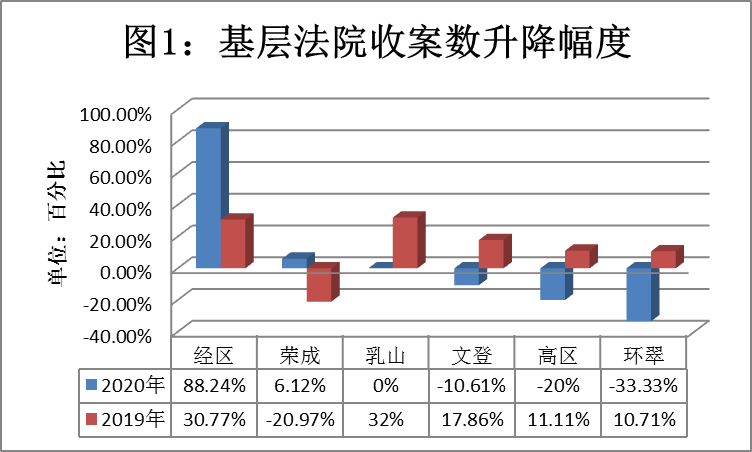 图1：基层法院收案数升降幅度
单位：百分比
100.00%
80.00%
60.00%
40.00%
20.00%
0.00%
-20.00%
-40.00%
经区 荣成 乳山 文登 高区 环翠
2020年 88.24% 6.12% 0% -10.61% -20% -33.33%
2019年 30.77% -20.97% 32% 17.86% 11.11% 10.71%